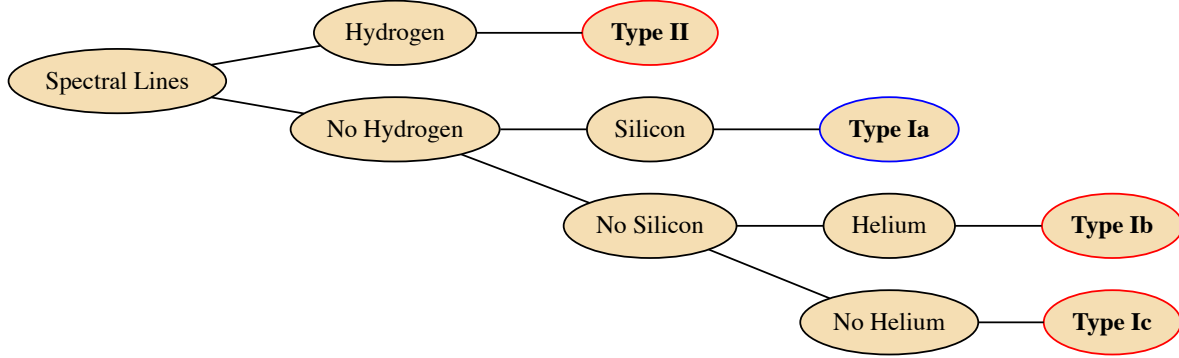 Hydrogen
Type II
Spectral Lines
No Hydrogen
Silicon
Type Ia
No Silicon
Helium
Type Ib
No Helium
Type Ic